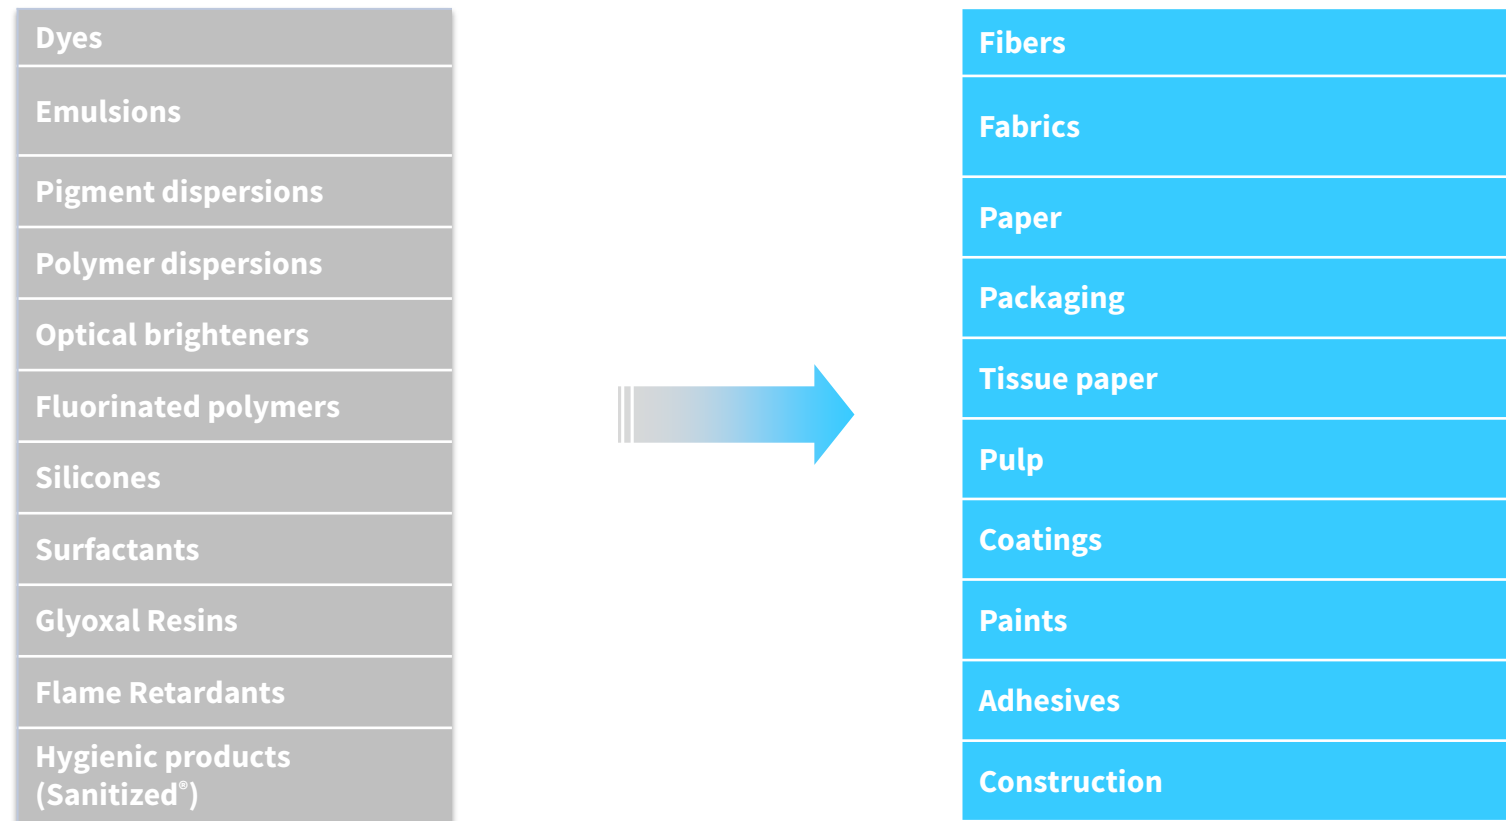 Dyes
Emulsions
Pigment dispersions
Polymer dispersions
Optical brighteners
Fluorinated polymers
Silicones
Surfactants
Glyoxal Resins
Flame Retardants
Hygienic products
(Sanitized®)
Fibers
Fabrics
Paper
Packaging
Tissue paper
Pulp
Coatings
Paints
Adhesives
Construction